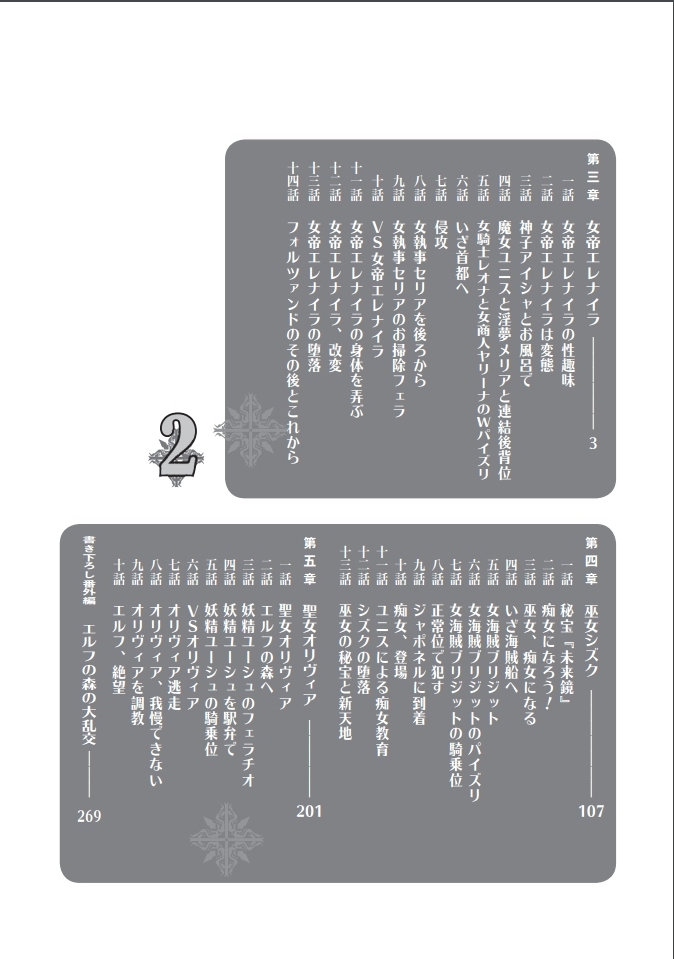 第三章 女帝エレナイラ 3
一話 女帝エレナイラの性趣味
二話 女帝エレナイラは変態
三話 神子アイシャとお風呂で
四話 魔女ユニスと淫夢メリアと連結後背位
五話 女騎士レオナと女商人ヤリーナのWパイズリ
六話 いざ首都へ
七話 侵攻
八話 女執事セリアを後ろから
九話 女執事セリアのお掃除フェラ
十話 VS女帝エレナイラ
十一話 女帝エレナイラの身体を弄ぶ
十二話 女帝エレナイラ、改変
十三話 女帝エレナイラの堕落
十四話 フォルツァンドのその後とこれから
2
第四章 巫女シズク 107
一話 秘宝『未来鏡』
二話 痴女になろう!
三話 巫女、痴女になる
四話 いざ海賊船へ
五話 女海賊ブリジット
六話 女海賊ブリジットのパイズリ
七話 女海賊ブリジットの騎乗位
八話 正常位で犯す
九話 ジャポネルに到着
十話 痴女、登場
十一話 ユニスによる痴女教育
十二話 シズクの堕落
十三話 巫女の秘宝と新天地
第五章 聖女オリヴィア 201
一話 聖女オリヴィア
二話 エルフの森へ
三話 妖精ユーシュのフェラチオ
四話 妖精ユーシュを駅弁で
五話 妖精ユーシュの騎乗位
六話 VSオリヴィア
七話 オリヴィア逃走
八話 オリヴィア、我慢できない
九話 オリヴィアを調教
十話 エルフ、絶望
書き下ろし番外編 エルフの森の大乱交 269